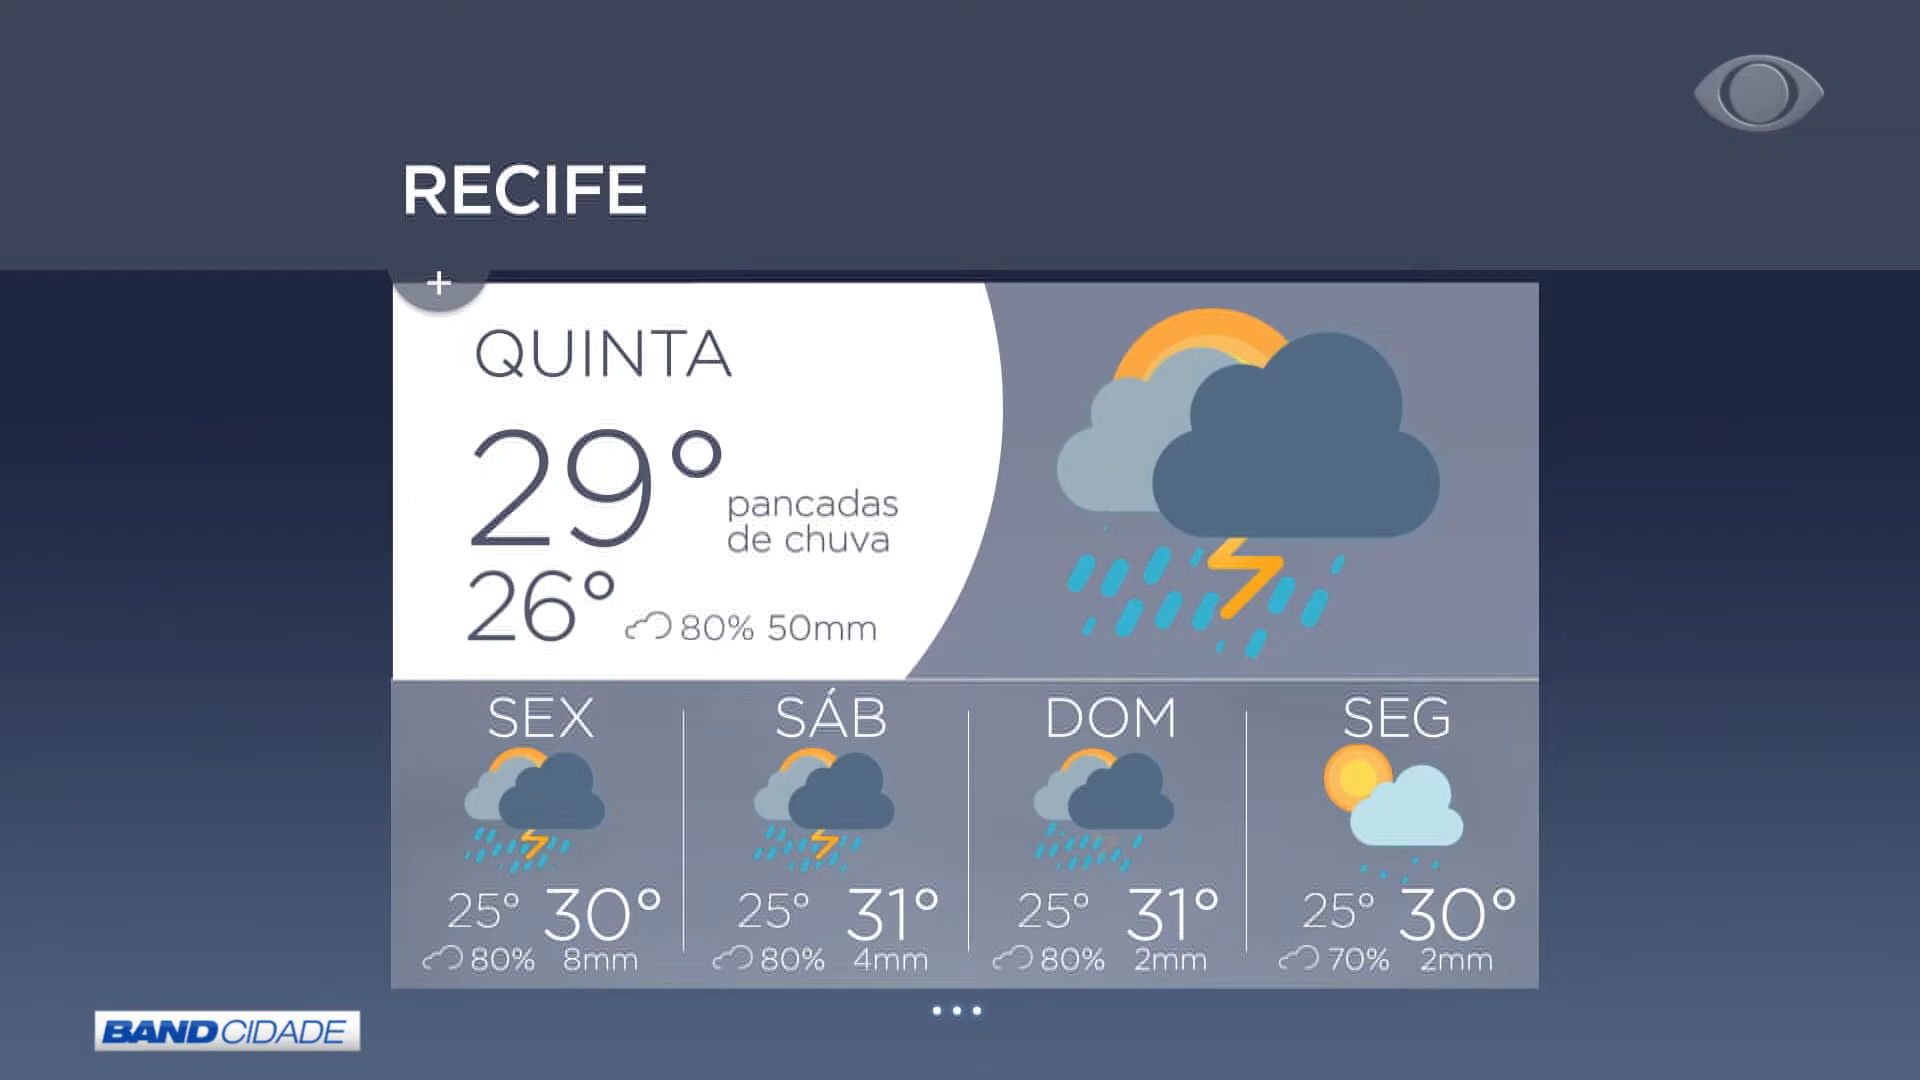 RECIFE
+
QUINTA
29°
pancadas
de chuva
26°
80% 50mm
SEX
25° 30°
80% 8mm
SÁB
25° 31°
80% 4mm
DOM
25° 31°
80% 2mm
SEG
25° 30°
70% 2mm
BAND CIDADE